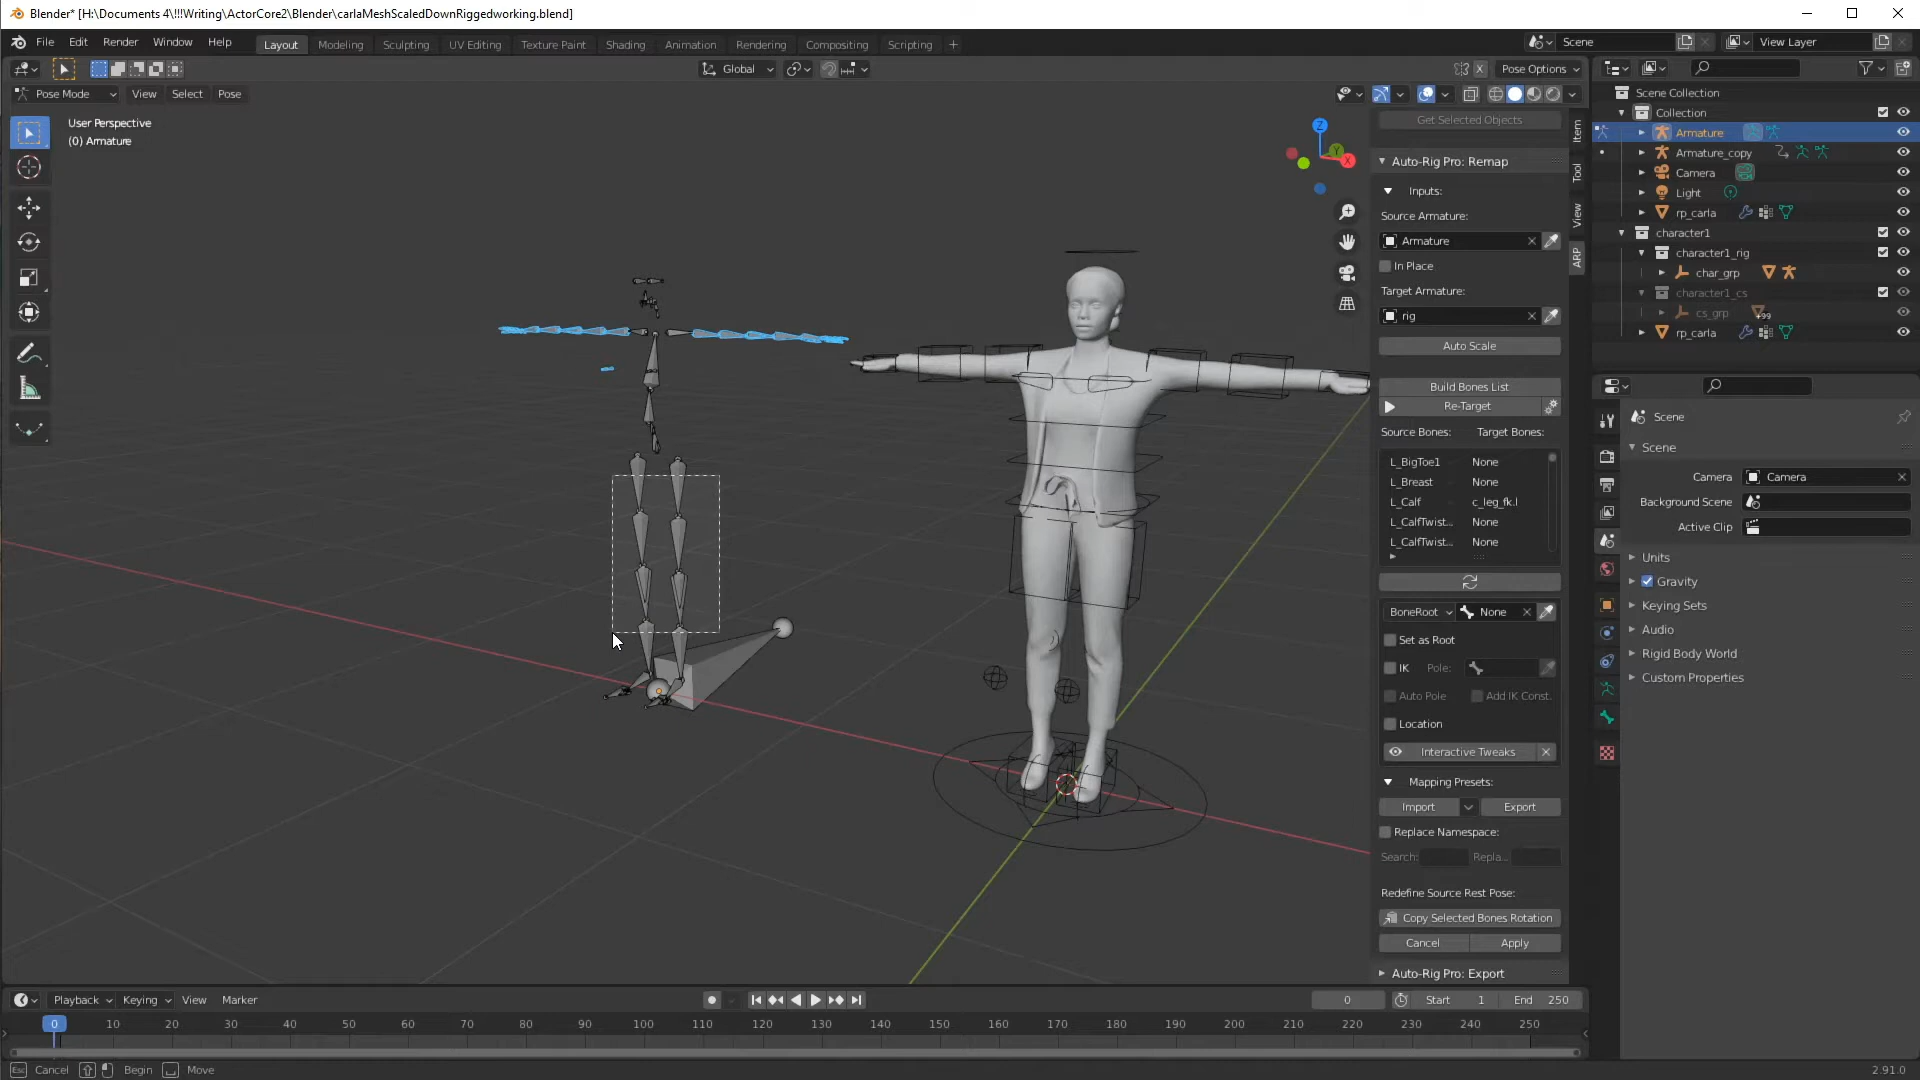 Blender* [H:\Documents 4\!!!Writing\ActorCore2\Blender\carlaMeshScaledDownRiggedworking.blend]
File Edit Render Window Help Layout Modeling Sculpting UV Editing Texture Paint Shading Animation Rendering Compositing Scripting + Scene View Layer
Global Pose Options
Pose Mode View Select Pose
User Perspective
(0) Armature
Z
Y
X
Item
Tool
View
ARP
Get Selected Objects
Auto-Rig Pro: Remap
Inputs:
Source Armature:
Armature
In Place
Target Armature:
rig
Auto Scale
Build Bones List
Re-Target
Source Bones: Target Bones:
L_BigToe1 None
L_Breast None
L_Calf c_leg_fk.l
L_CalfTwist... None
L_CalfTwist... None
BoneRoot None
Set as Root
IK Pole:
Auto Pole Add IK Const.
Location
Interactive Tweaks
Mapping Presets:
Import Export
Replace Namespace:
Search: Repla...
Redefine Source Rest Pose:
Copy Selected Bones Rotation
Cancel Apply
Auto-Rig Pro: Export
Scene Collection
Collection
Armature
Armature_copy
Camera
Light
rp_carla
character1
character1_rig
char_grp
character1_cs
cs_grp +99
rp_carla
Scene
Scene
Camera Camera
Background Scene
Active Clip
Units
Gravity
Keying Sets
Audio
Rigid Body World
Custom Properties
Playback Keying View Marker 0 Start 1 End 250
0 10 20 30 40 50 60 70 80 90 100 110 120 130 140 150 160 170 180 190 200 210 220 230 240 250
Esc Cancel Begin Move 2.91.0